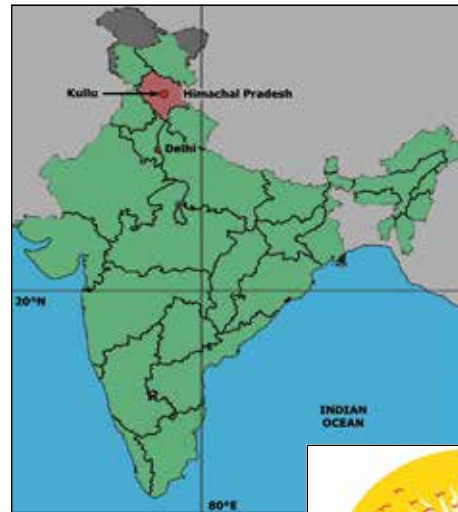 Kullu
Himachal Pradesh
Delhi
20°N
INDIAN
OCEAN
80°E